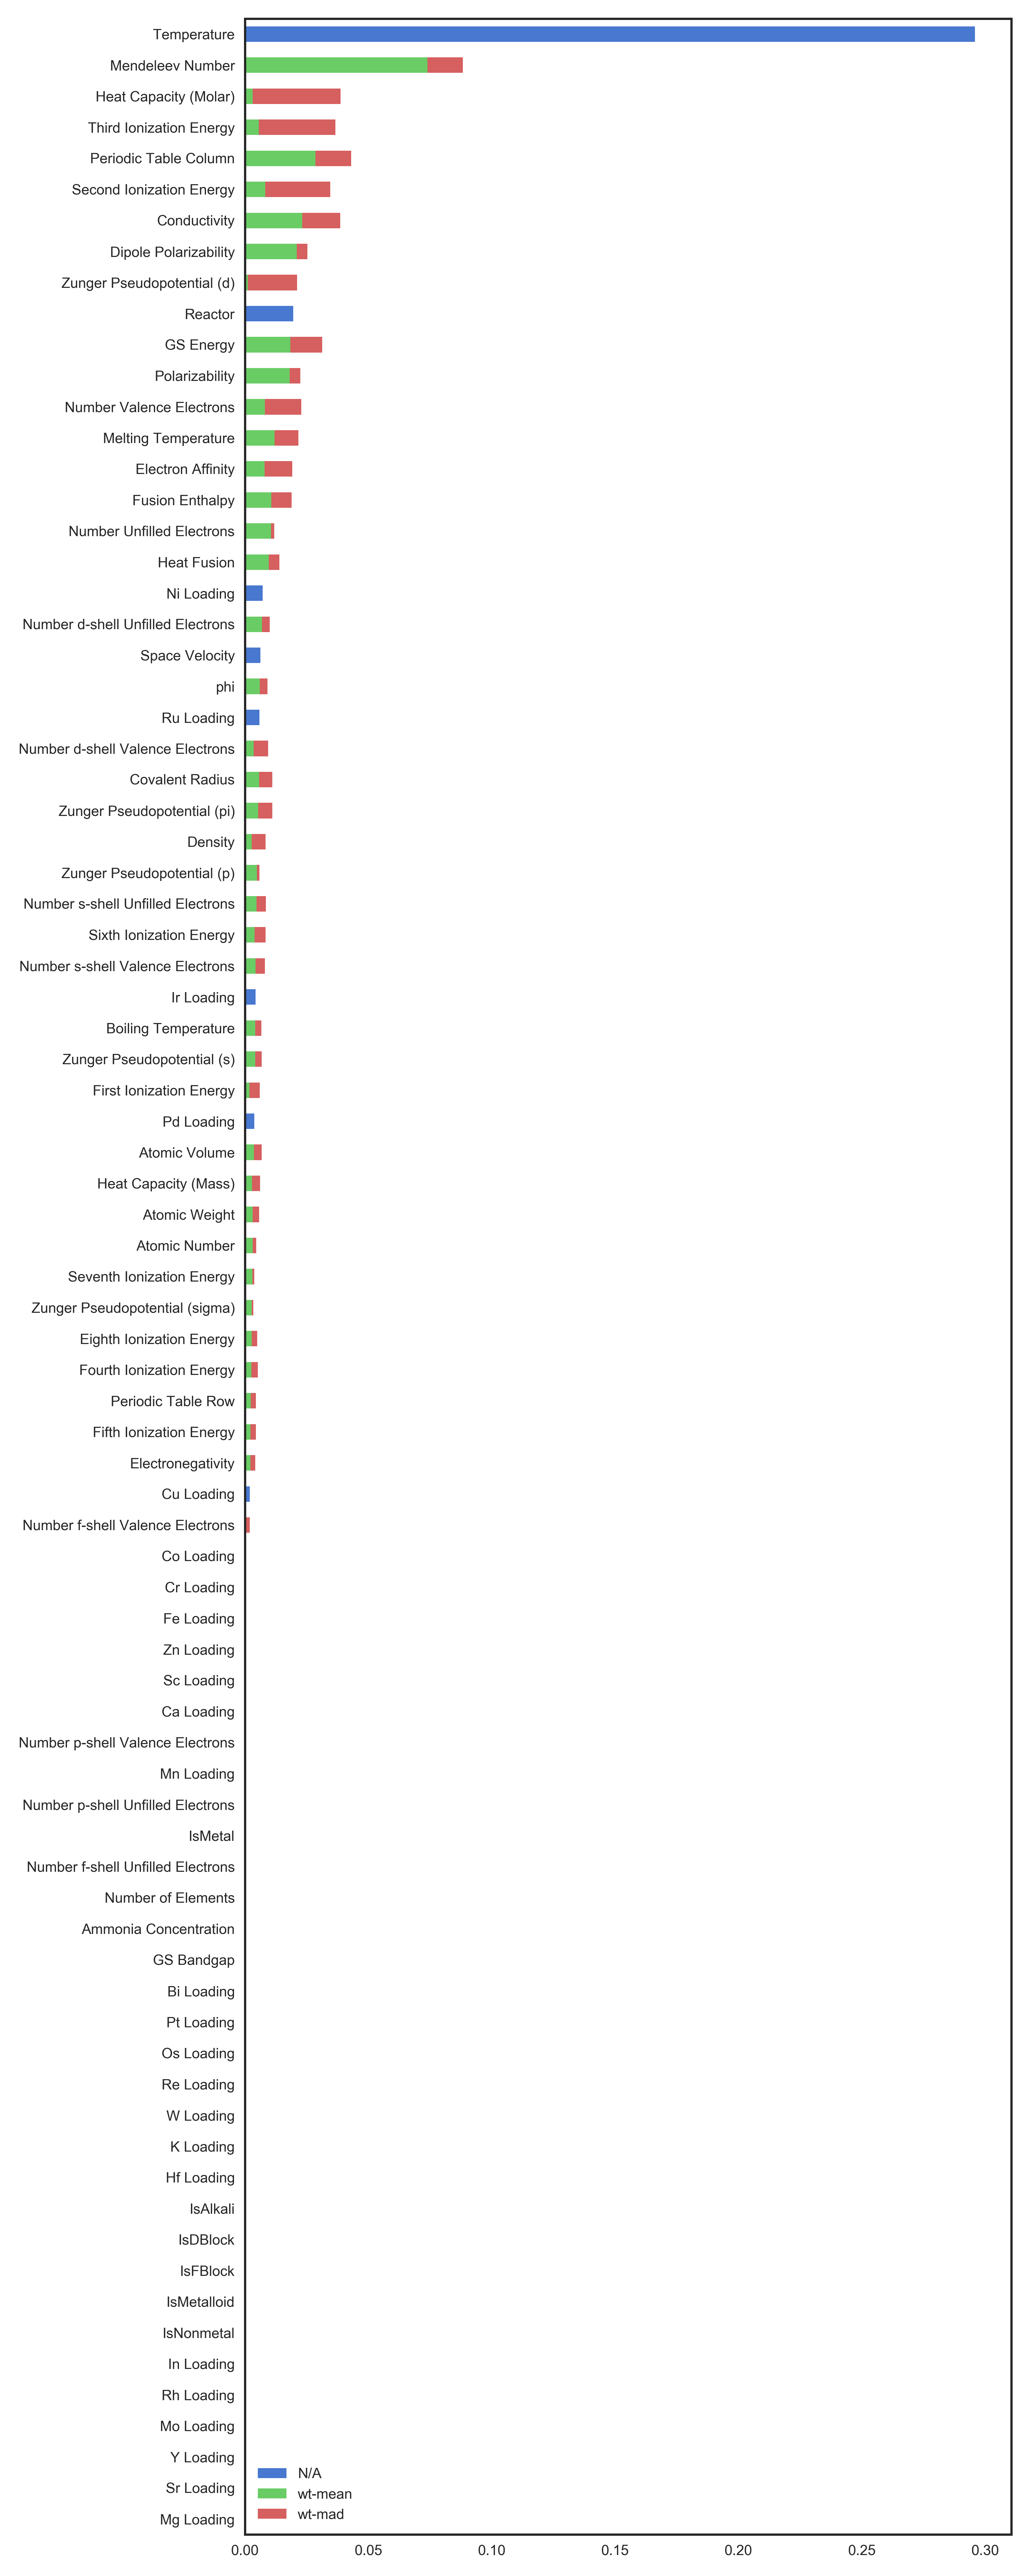 Temperature
Mendeleev Number
Heat Capacity (Molar)
Third Ionization Energy
Periodic Table Column
Second Ionization Energy
Conductivity
Dipole Polarizability
Zunger Pseudopotential (d)
Reactor
GS Energy
Polarizability
Number Valence Electrons
Melting Temperature
Electron Affinity
Fusion Enthalpy
Number Unfilled Electrons
Heat Fusion
Ni Loading
Number d-shell Unfilled Electrons
Space Velocity
phi
Ru Loading
Number d-shell Valence Electrons
Covalent Radius
Zunger Pseudopotential (pi)
Density
Zunger Pseudopotential (p)
Number s-shell Unfilled Electrons
Sixth Ionization Energy
Number s-shell Valence Electrons
Ir Loading
Boiling Temperature
Zunger Pseudopotential (s)
First Ionization Energy
Pd Loading
Atomic Volume
Heat Capacity (Mass)
Atomic Weight
Atomic Number
Seventh Ionization Energy
Zunger Pseudopotential (sigma)
Eighth Ionization Energy
Fourth Ionization Energy
Periodic Table Row
Fifth Ionization Energy
Electronegativity
Cu Loading
Number f-shell Valence Electrons
Co Loading
Cr Loading
Fe Loading
Zn Loading
Sc Loading
Ca Loading
Number p-shell Valence Electrons
Mn Loading
Number p-shell Unfilled Electrons
IsMetal
Number f-shell Unfilled Electrons
Number of Elements
Ammonia Concentration
GS Bandgap
Bi Loading
Pt Loading
Os Loading
Re Loading
W Loading
K Loading
Hf Loading
IsAlkali
IsDBlock
IsFBlock
IsMetalloid
IsNonmetal
In Loading
Rh Loading
Mo Loading
Y Loading
Sr Loading
Mg Loading
N/A
wt-mean
wt-mad
0.00 0.05 0.10 0.15 0.20 0.25 0.30